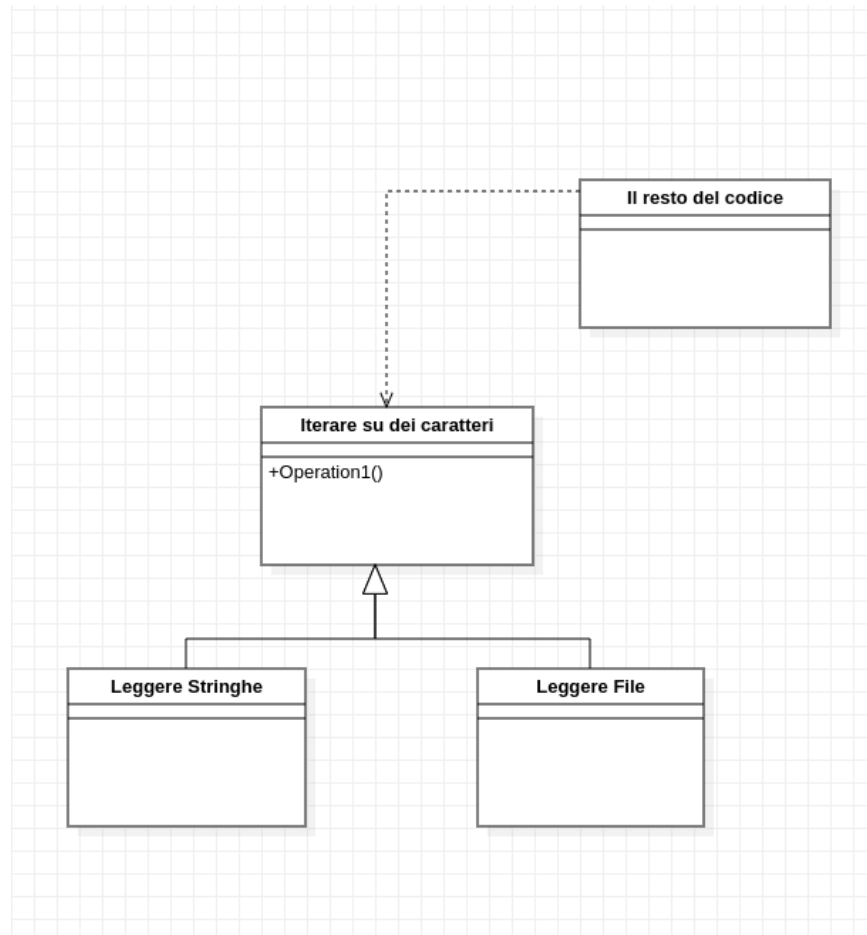 Il resto del codice
Iterare su dei caratteri
+Operation1()
Leggere Stringhe
Leggere File